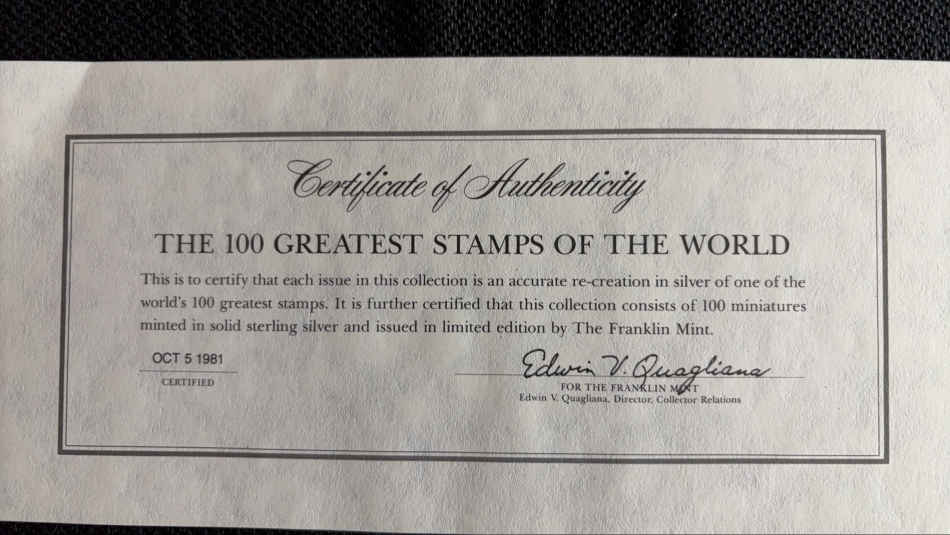 Certificate of Authenticity
THE 100 GREATEST STAMPS OF THE WORLD
This is to certify that each issue in this collection is an accurate re-creation in silver of one of the
world's 100 greatest stamps. It is further certified that this collection consists of 100 miniatures
minted in solid sterling silver and issued in limited edition by The Franklin Mint.
OCT 5 1981
CERTIFIED
Edwin V. Quagliana
FOR THE FRANKLIN MINT
Edwin V. Quagliana, Director, Collector Relations